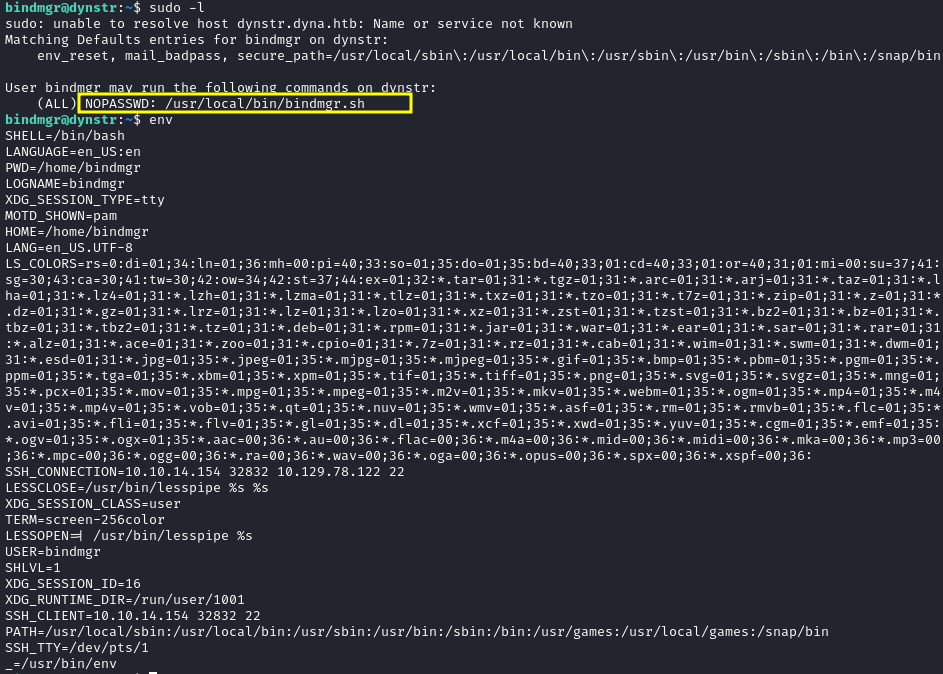 bindmgr@dynstr:~$ sudo -l
sudo: unable to resolve host dynstr.dyna.htb: Name or service not known
Matching Defaults entries for bindmgr on dynstr:
    env_reset, mail_badpass, secure_path=/usr/local/sbin\:/usr/local/bin\:/usr/sbin\:/usr/bin\:/sbin\:/bin\:/snap/bin

User bindmgr may run the following commands on dynstr:
    (ALL) NOPASSWD: /usr/local/bin/bindmgr.sh
bindmgr@dynstr:~$ env
SHELL=/bin/bash
LANGUAGE=en_US:en
PWD=/home/bindmgr
LOGNAME=bindmgr
XDG_SESSION_TYPE=tty
MOTD_SHOWN=pam
HOME=/home/bindmgr
LANG=en_US.UTF-8
LS_COLORS=rs=0:di=01;34:ln=01;36:mh=00:pi=40;33:so=01;35:do=01;35:bd=40;33;01:cd=40;33;01:or=40;31;01:mi=00:su=37;41:
sg=30;43:ca=30;41:tw=30;42:ow=34;42:st=37;44:ex=01;32:*.tar=01;31:*.tgz=01;31:*.arc=01;31:*.arj=01;31:*.taz=01;31:*.l
ha=01;31:*.lz4=01;31:*.lzh=01;31:*.lzma=01;31:*.tlz=01;31:*.txz=01;31:*.tzo=01;31:*.t7z=01;31:*.zip=01;31:*.z=01;31:*
.dz=01;31:*.gz=01;31:*.lrz=01;31:*.lz=01;31:*.lzo=01;31:*.xz=01;31:*.zst=01;31:*.tzst=01;31:*.bz2=01;31:*.bz=01;31:*.
tbz=01;31:*.tbz2=01;31:*.tz=01;31:*.deb=01;31:*.rpm=01;31:*.jar=01;31:*.war=01;31:*.ear=01;31:*.sar=01;31:*.rar=01;31
:*.alz=01;31:*.ace=01;31:*.zoo=01;31:*.cpio=01;31:*.7z=01;31:*.rz=01;31:*.cab=01;31:*.wim=01;31:*.swm=01;31:*.dwm=01;
31:*.esd=01;31:*.jpg=01;35:*.jpeg=01;35:*.mjpg=01;35:*.mjpeg=01;35:*.gif=01;35:*.bmp=01;35:*.pbm=01;35:*.pgm=01;35:*.
ppm=01;35:*.tga=01;35:*.xbm=01;35:*.xpm=01;35:*.tif=01;35:*.tiff=01;35:*.png=01;35:*.svg=01;35:*.svgz=01;35:*.mng=01;
35:*.pcx=01;35:*.mov=01;35:*.mpg=01;35:*.mpeg=01;35:*.m2v=01;35:*.mkv=01;35:*.webm=01;35:*.ogm=01;35:*.mp4=01;35:*.m4
v=01;35:*.mp4v=01;35:*.vob=01;35:*.qt=01;35:*.nuv=01;35:*.wmv=01;35:*.asf=01;35:*.rm=01;35:*.rmvb=01;35:*.flc=01;35:*
.avi=01;35:*.fli=01;35:*.flv=01;35:*.gl=01;35:*.dl=01;35:*.xcf=01;35:*.xwd=01;35:*.yuv=01;35:*.cgm=01;35:*.emf=01;35:
*.ogv=01;35:*.ogx=01;35:*.aac=00;36:*.au=00;36:*.flac=00;36:*.m4a=00;36:*.mid=00;36:*.midi=00;36:*.mka=00;36:*.mp3=00
;36:*.mpc=00;36:*.ogg=00;36:*.ra=00;36:*.wav=00;36:*.oga=00;36:*.opus=00;36:*.spx=00;36:*.xspf=00;36:
SSH_CONNECTION=10.10.14.154 32832 10.129.78.122 22
LESSCLOSE=/usr/bin/lesspipe %s %s
XDG_SESSION_CLASS=user
TERM=screen-256color
LESSOPEN=| /usr/bin/lesspipe %s
USER=bindmgr
SHLVL=1
XDG_SESSION_ID=16
XDG_RUNTIME_DIR=/run/user/1001
SSH_CLIENT=10.10.14.154 32832 22
PATH=/usr/local/sbin:/usr/local/bin:/usr/sbin:/usr/bin:/sbin:/bin:/usr/games:/usr/local/games:/snap/bin
SSH_TTY=/dev/pts/1
_=/usr/bin/env